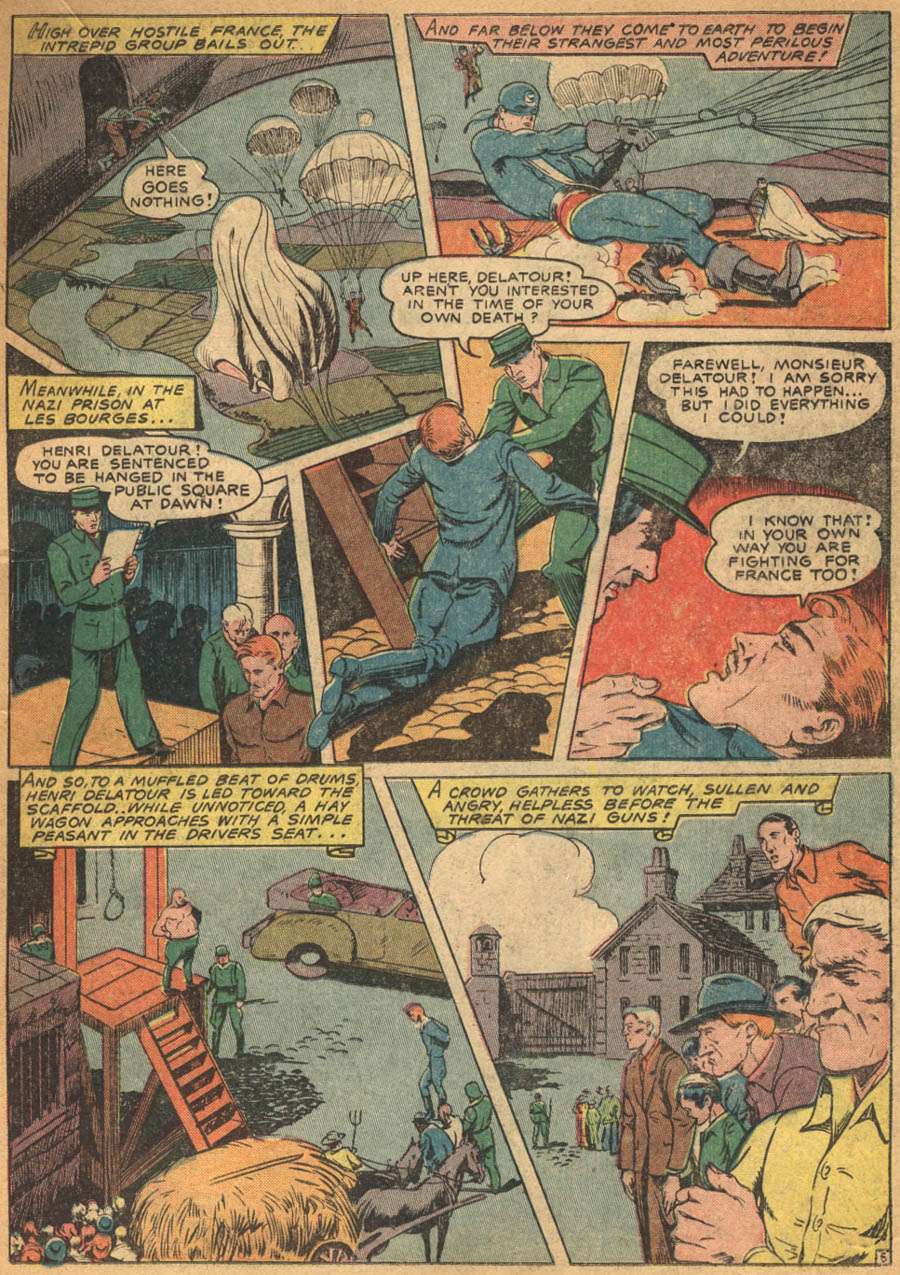 HIGH OVER HOSTILE FRANCE, THE
INTREPID GROUP BAILS OUT...
HERE
GOES
NOTHING!
AND FAR BELOW THEY COME TO EARTH TO BEGIN
THEIR STRANGEST AND MOST PERILOUS
ADVENTURE!
MEANWHILE, IN THE
NAZI PRISON AT
LES BOURGES...
HENRI DELATOUR!
YOU ARE SENTENCED
TO BE HANGED IN THE
PUBLIC SQUARE
AT DAWN!
UP HERE, DELATOUR!
AREN'T YOU INTERESTED
IN THE TIME OF YOUR
OWN DEATH?
FAREWELL, MONSIEUR
DELATOUR! I AM SORRY
THIS HAD TO HAPPEN...
BUT I DID EVERYTHING
I COULD!
I KNOW THAT!
IN YOUR OWN
WAY YOU ARE
FIGHTING FOR
FRANCE TOO!
AND SO, TO A MUFFLED BEAT OF DRUMS,
HENRI DELATOUR IS LED TOWARD THE
SCAFFOLD..WHILE UNNOTICED, A HAY
WAGON APPROACHES WITH A SIMPLE
PEASANT IN THE DRIVERS SEAT...
A CROWD GATHERS TO WATCH, SULLEN AND
ANGRY, HELPLESS BEFORE THE
THREAT OF NAZI GUNS!